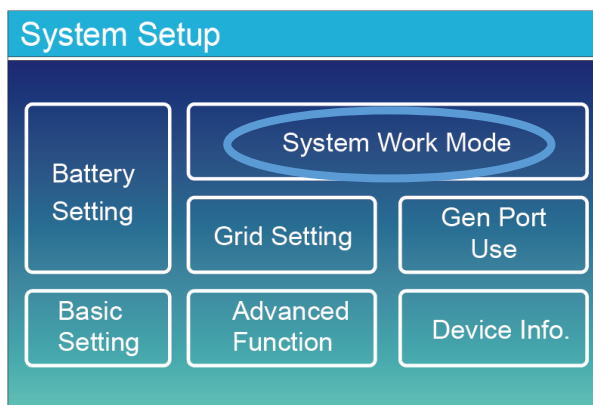 System Setup
System Work Mode
Battery
Setting
Grid Setting
Gen Port
Use
Basic
Setting
Advanced
Function
Device Info.